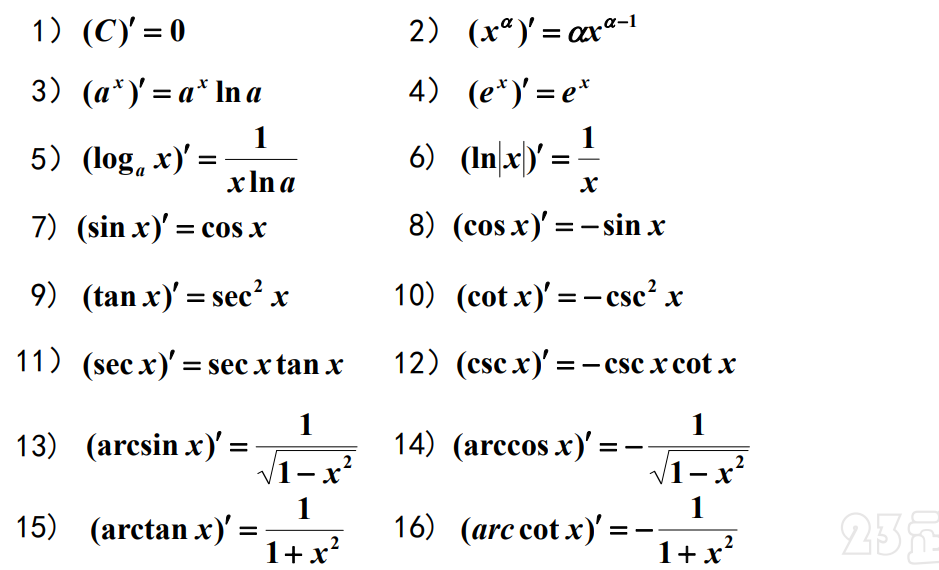 1) (C)′ = 0    2) (x^α)′ = αx^(α−1)
3) (a^x)′ = a^x ln a    4) (e^x)′ = e^x
5) (log_a x)′ = 1/(x ln a)    6) (ln|x|)′ = 1/x
7) (sin x)′ = cos x    8) (cos x)′ = −sin x
9) (tan x)′ = sec² x    10) (cot x)′ = −csc² x
11) (sec x)′ = sec x tan x    12) (csc x)′ = −csc x cot x
13) (arcsin x)′ = 1/√(1−x²)    14) (arccos x)′ = −1/√(1−x²)
15) (arctan x)′ = 1/(1+x²)    16) (arc cot x)′ = −1/(1+x²)
23